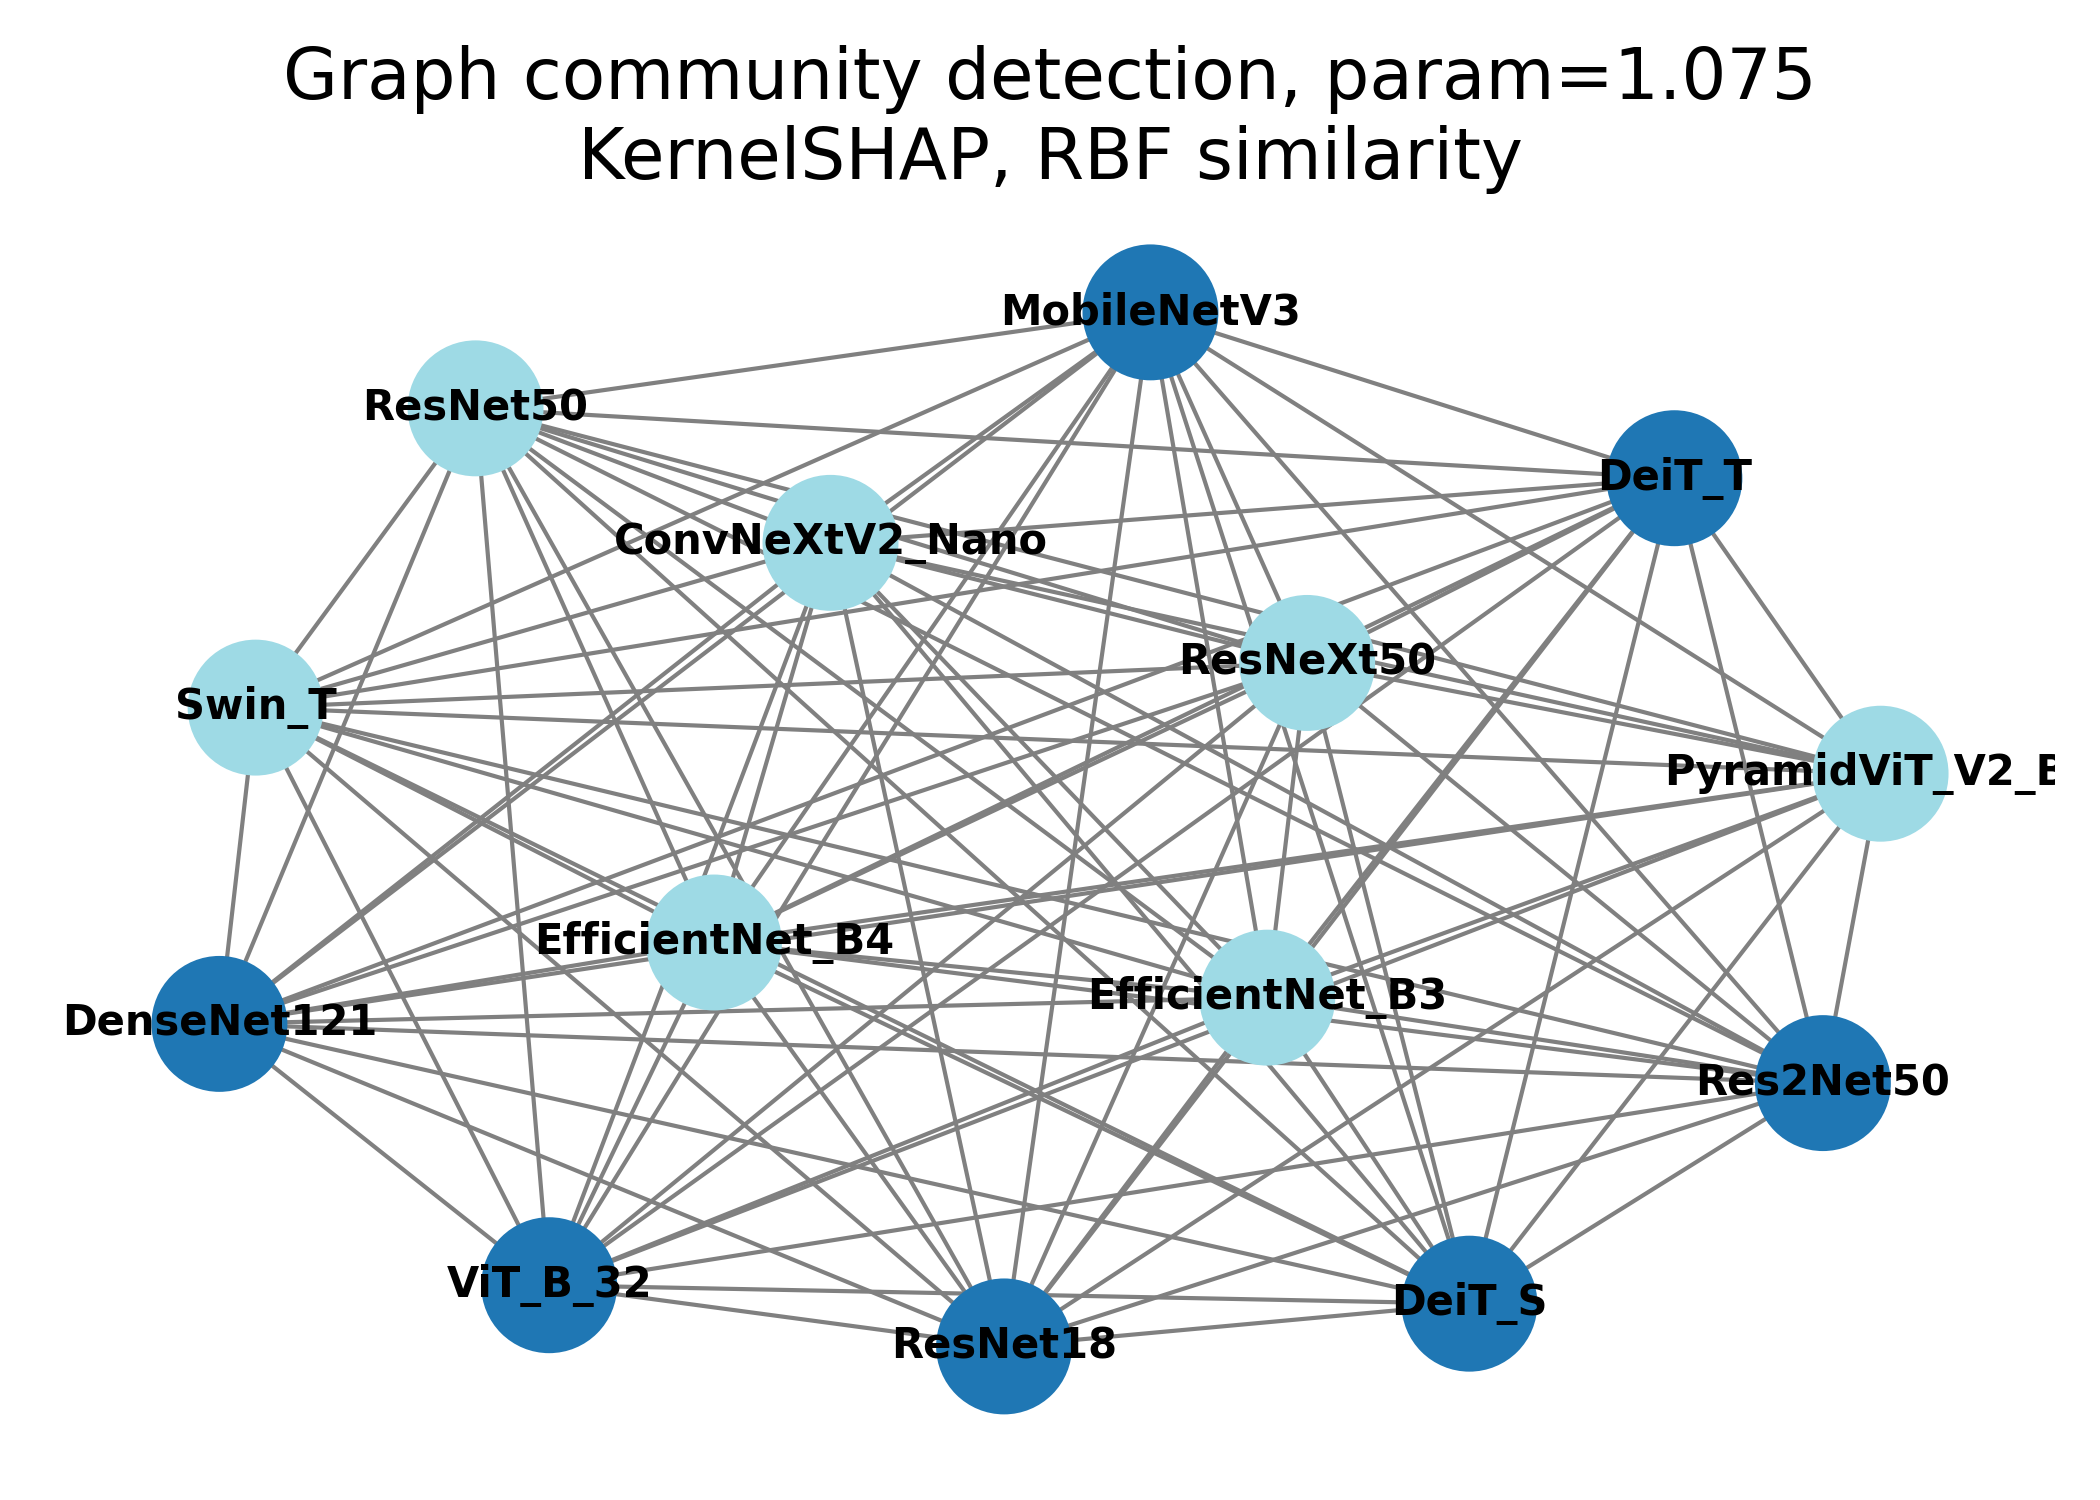 Graph community detection, param=1.075
KernelSHAP, RBF similarity
MobileNetV3
ResNet50
DeiT_T
ConvNeXtV2_Nano
ResNeXt50
Swin_T
PyramidViT_V2_B
EfficientNet_B4
EfficientNet_B3
DenseNet121
Res2Net50
ViT_B_32
DeiT_S
ResNet18